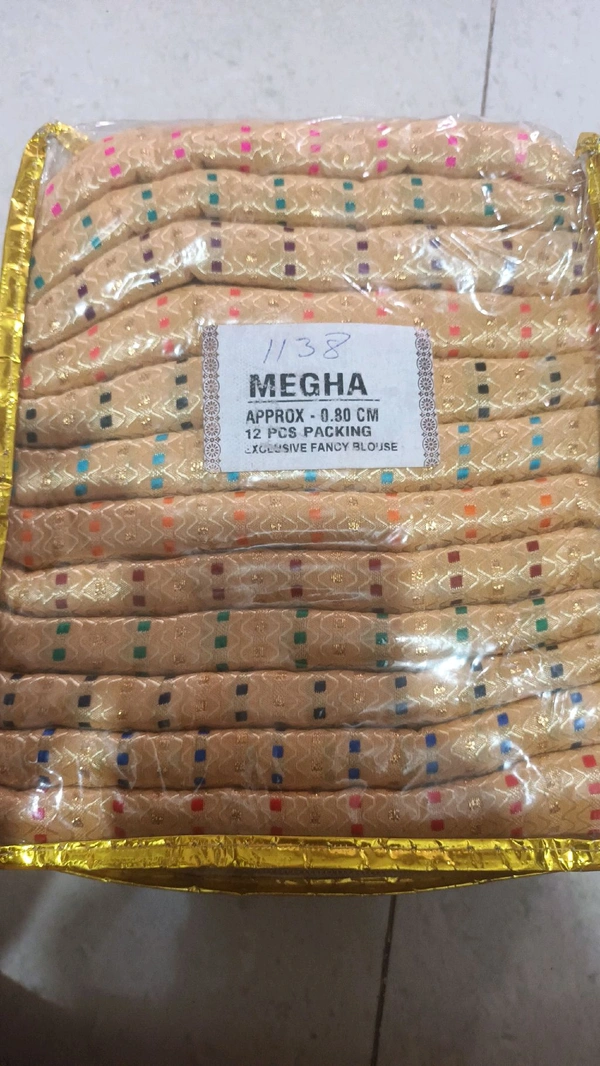 1138
MEGHA
APPROX - 0.80 CM
12 PCS PACKING
EXCLUSIVE FANCY BLOUSE